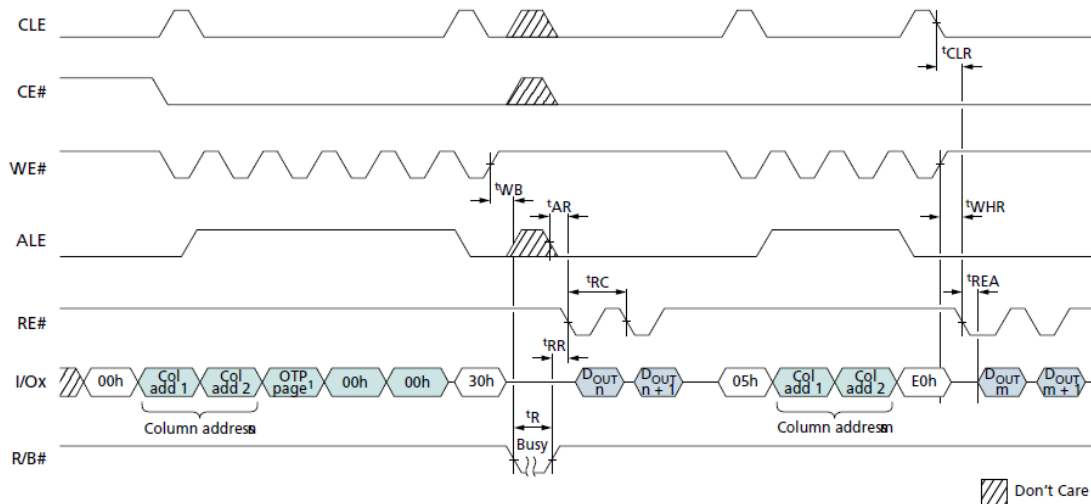 CLE
tCLR
CE#
WE#
tWB
tAR
tWHR
ALE
tRC
tREA
RE#
tRR
I/Ox
00h
Col add 1
Col add 2
OTP page1
00h
00h
30h
DOUT n
DOUT n + 1
05h
Col add 1
Col add 2
E0h
DOUT m
DOUT m + 1
Column address n
tR
Column address m
Busy
R/B#
Don't Care